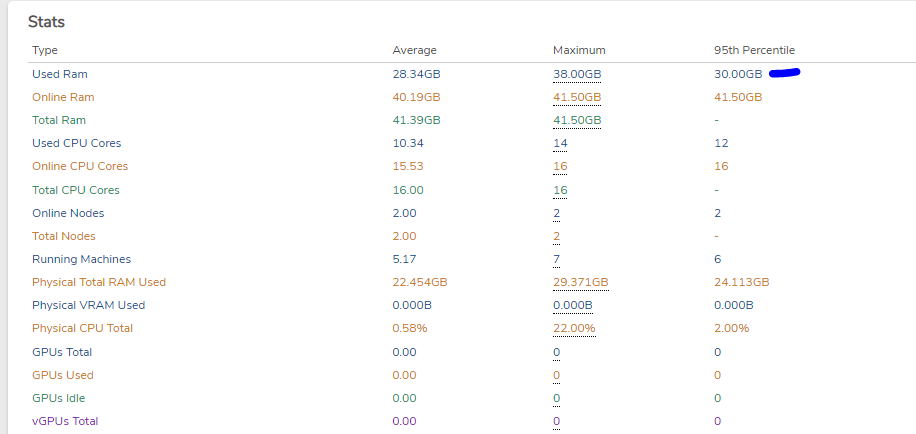 Stats
Type Average Maximum 95th Percentile
Used Ram 28.34GB 38.00GB 30.00GB
Online Ram 40.19GB 41.50GB 41.50GB
Total Ram 41.39GB 41.50GB -
Used CPU Cores 10.34 14 12
Online CPU Cores 15.53 16 16
Total CPU Cores 16.00 16 -
Online Nodes 2.00 2 2
Total Nodes 2.00 2 -
Running Machines 5.17 7 6
Physical Total RAM Used 22.454GB 29.371GB 24.113GB
Physical VRAM Used 0.000B 0.000B 0.000B
Physical CPU Total 0.58% 22.00% 2.00%
GPUs Total 0.00 0 0
GPUs Used 0.00 0 0
GPUs Idle 0.00 0 0
vGPUs Total 0.00 0 0